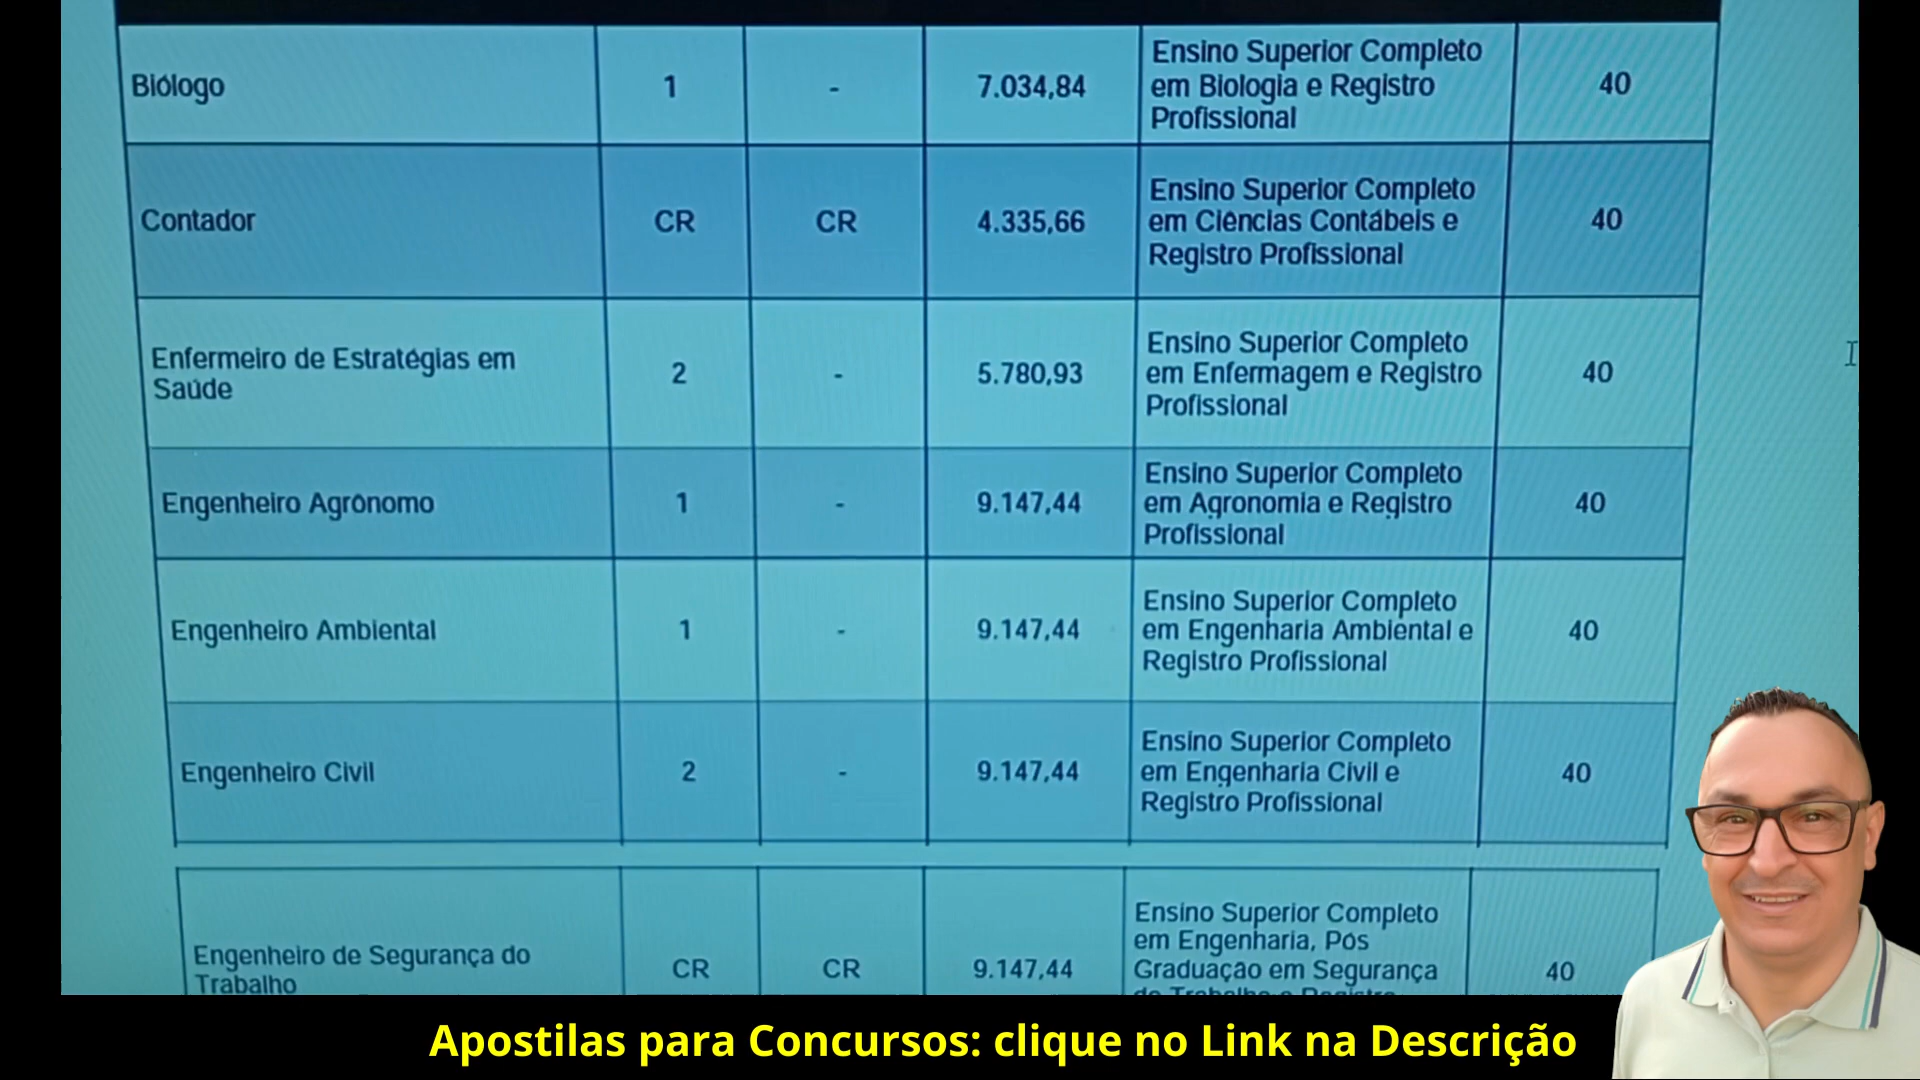 Biólogo
1
-
7.034,84
Ensino Superior Completo
em Biologia e Registro
Profissional
40
Contador
CR
CR
4.335,66
Ensino Superior Completo
em Ciências Contábeis e
Registro Profissional
40
Enfermeiro de Estratégias em
Saúde
2
-
5.780,93
Ensino Superior Completo
em Enfermagem e Registro
Profissional
40
Engenheiro Agrônomo
1
-
9.147,44
Ensino Superior Completo
em Agronomia e Registro
Profissional
40
Engenheiro Ambiental
1
-
9.147,44
Ensino Superior Completo
em Engenharia Ambiental e
Registro Profissional
40
Engenheiro Civil
2
-
9.147,44
Ensino Superior Completo
em Engenharia Civil e
Registro Profissional
40
Engenheiro de Segurança do
Trabalho
CR
CR
9.147,44
Ensino Superior Completo
em Engenharia, Pós
Graduação em Segurança
do Trabalho e Registro
40
Apostilas para Concursos: clique no Link na Descrição